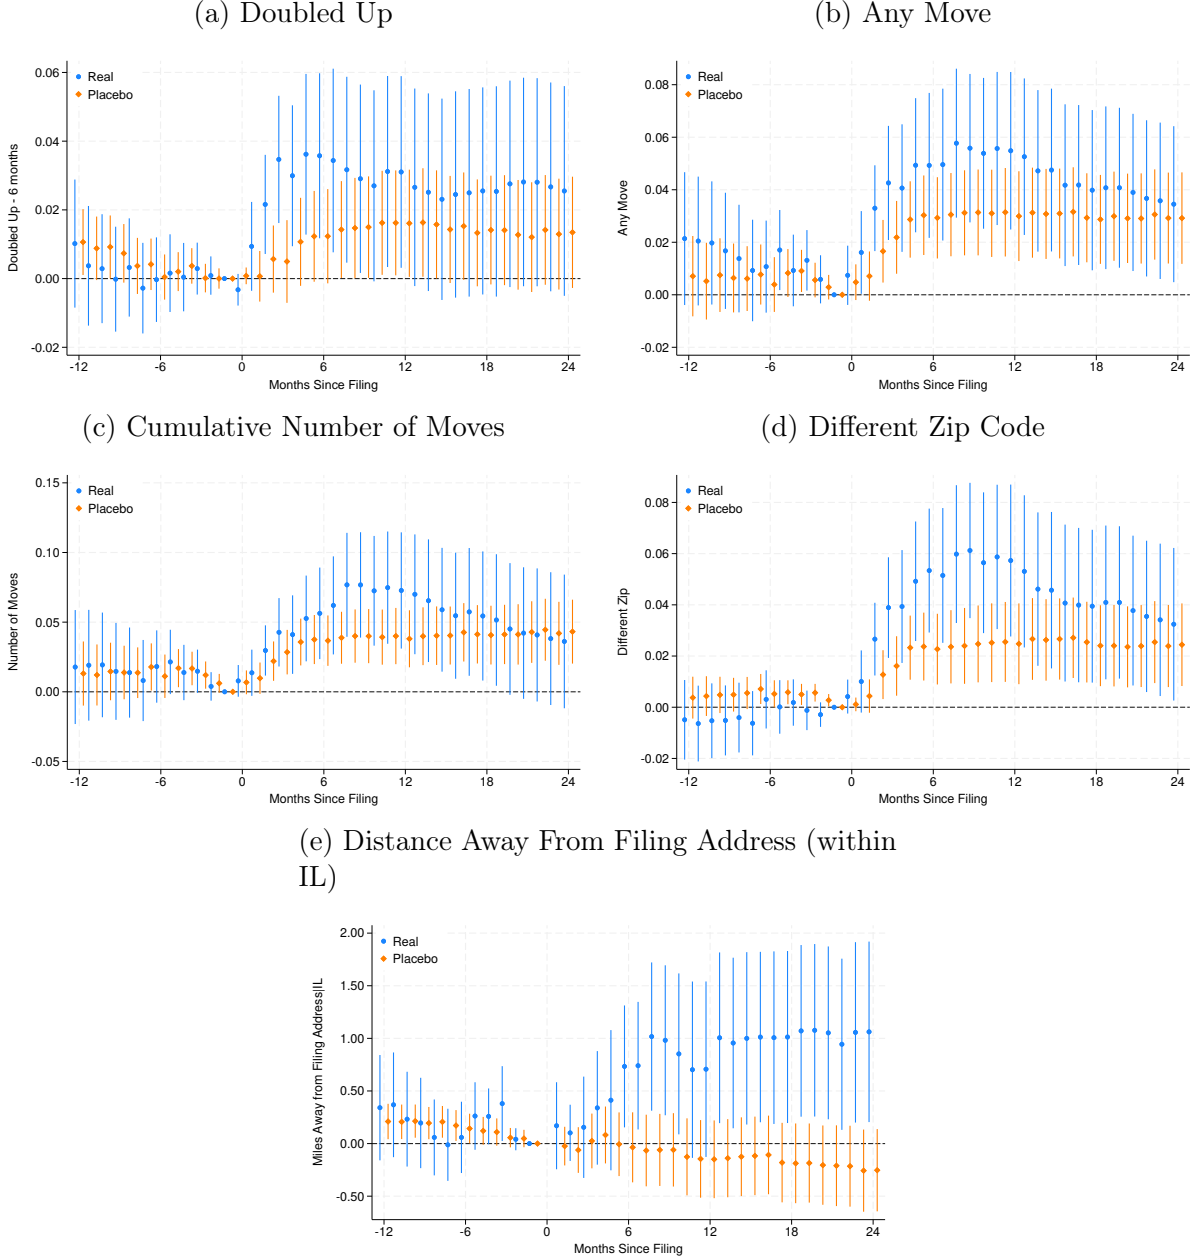 (a) Doubled Up
Real
Placebo
Doubled Up - 6 months
0.06
0.04
0.02
0.00
-0.02
-12 -6 0 6 12 18 24
Months Since Filing
(b) Any Move
Real
Placebo
Any Move
0.08
0.06
0.04
0.02
0.00
-0.02
-12 -6 0 6 12 18 24
Months Since Filing
(c) Cumulative Number of Moves
Real
Placebo
Number of Moves
0.15
0.10
0.05
0.00
-0.05
-12 -6 0 6 12 18 24
Months Since Filing
(d) Different Zip Code
Real
Placebo
Different Zip
0.08
0.06
0.04
0.02
0.00
-0.02
-12 -6 0 6 12 18 24
Months Since Filing
(e) Distance Away From Filing Address (within
IL)
Real
Placebo
Miles Away from Filing Address|IL
2.00
1.50
1.00
0.50
0.00
-0.50
-12 -6 0 6 12 18 24
Months Since Filing